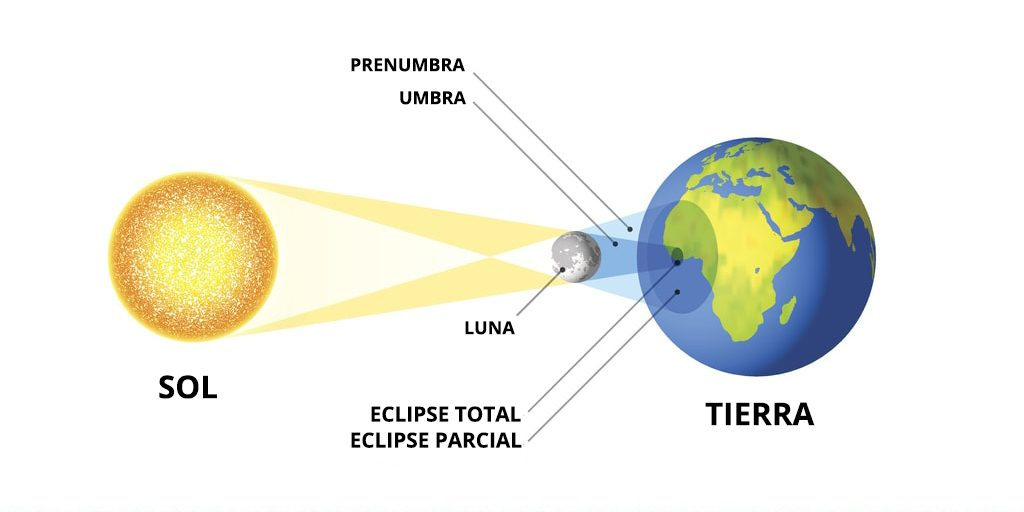 PRENUMBRA
UMBRA
LUNA
SOL
ECLIPSE TOTAL
ECLIPSE PARCIAL
TIERRA